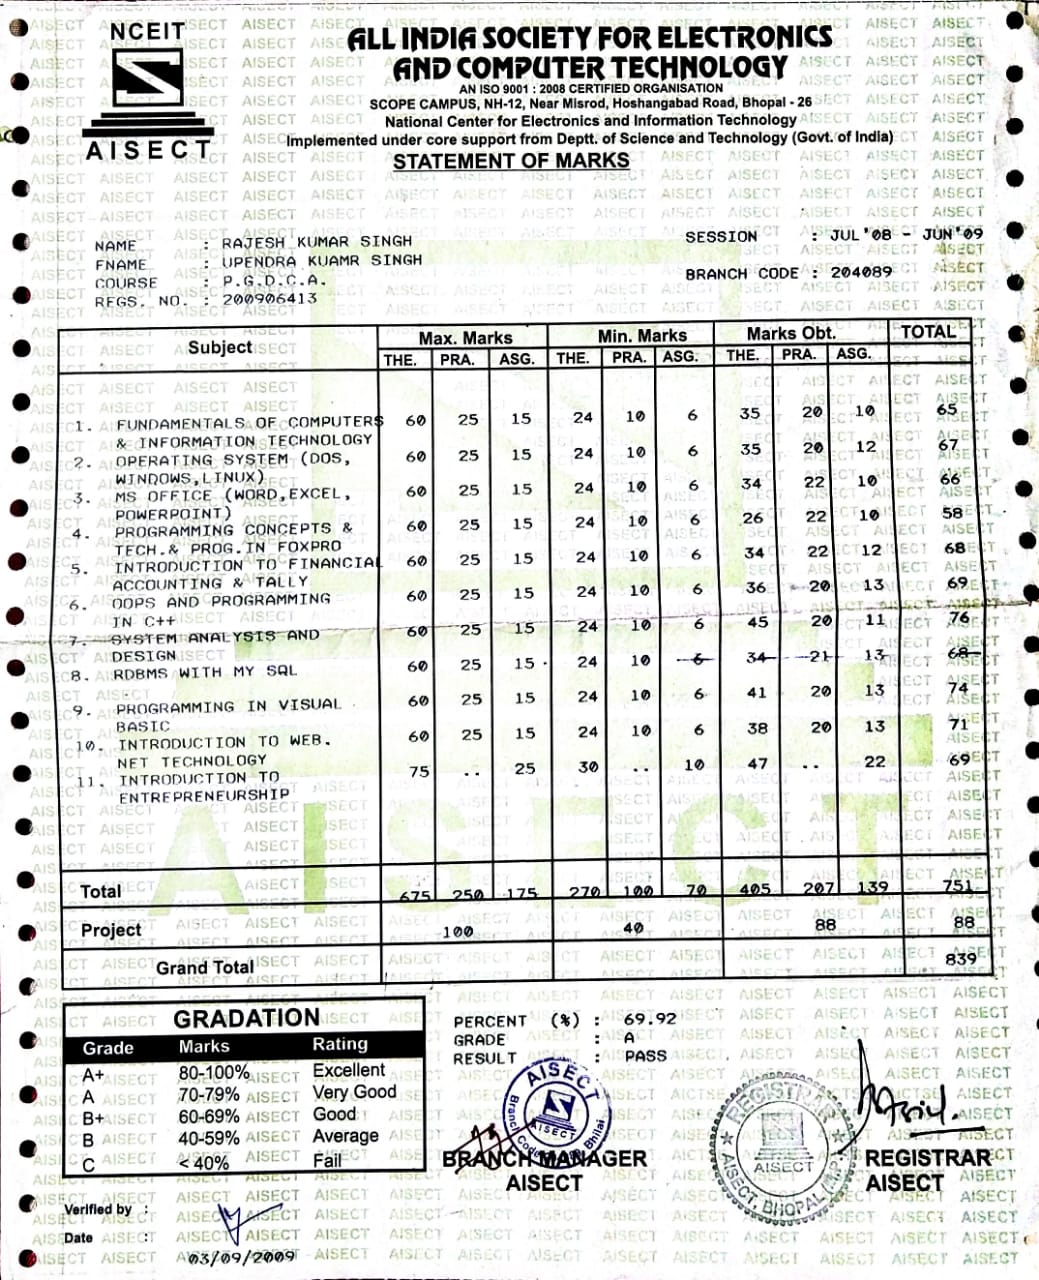 NCEIT
AISECT
ALL INDIA SOCIETY FOR ELECTRONICS
AND COMPUTER TECHNOLOGY
AN ISO 9001 : 2008 CERTIFIED ORGANISATION
SCOPE CAMPUS, NH-12, Near Misrod, Hoshangabad Road, Bhopal - 26
National Center for Electronics and Information Technology
Implemented under core support from Deptt. of Science and Technology (Govt. of India)
STATEMENT OF MARKS
NAME : RAJESH KUMAR SINGH SESSION : JUL'08 - JUN'09
FNAME : UPENDRA KUAMR SINGH
COURSE : P.G.D.C.A. BRANCH CODE : 204089
REGS. NO. : 200906413
Subject Max. Marks Min. Marks Marks Obt. TOTAL
THE. PRA. ASG. THE. PRA. ASG. THE. PRA. ASG.
1. FUNDAMENTALS OF COMPUTERS 60 25 15 24 10 6 35 20 10 65
& INFORMATION TECHNOLOGY
2. OPERATING SYSTEM (DOS, 60 25 15 24 10 6 35 20 12 67
WINDOWS,LINUX)
3. MS OFFICE (WORD,EXCEL, 60 25 15 24 10 6 34 22 10 66
POWERPOINT)
4. PROGRAMMING CONCEPTS & 60 25 15 24 10 6 26 22 10 58
TECH.& PROG.IN FOXPRO
5. INTRODUCTION TO FINANCIAL 60 25 15 24 10 6 34 22 12 68
ACCOUNTING & TALLY
6. OOPS AND PROGRAMMING 60 25 15 24 10 6 36 20 13 69
IN C++
7. SYSTEM ANALYSIS AND 60 25 15 24 10 6 45 20 11 76
DESIGN
8. RDBMS WITH MY SQL 60 25 15 24 10 6 34 21 13 68
9. PROGRAMMING IN VISUAL 60 25 15 24 10 6 41 20 13 74
BASIC
10. INTRODUCTION TO WEB. 60 25 15 24 10 6 38 20 13 71
NET TECHNOLOGY
11. INTRODUCTION TO 75 .. 25 30 .. 10 47 .. 22 69
ENTREPRENEURSHIP
Total 675 250 175 270 100 70 405 207 139 751
Project 100 40 88 88
Grand Total 839
GRADATION
Grade Marks Rating
A+ 80-100% Excellent
A 70-79% Very Good
B+ 60-69% Good
B 40-59% Average
C < 40% Fail
PERCENT (%) : 69.92
GRADE : A
RESULT : PASS
AISECT
AISECT
BRANCH MANAGER
AISECT
REGISTRAR
AISECT
AISECT, BHOPAL (M.P.)
REGISTRAR
AISECT
Verified by :
Date :
03/09/2009